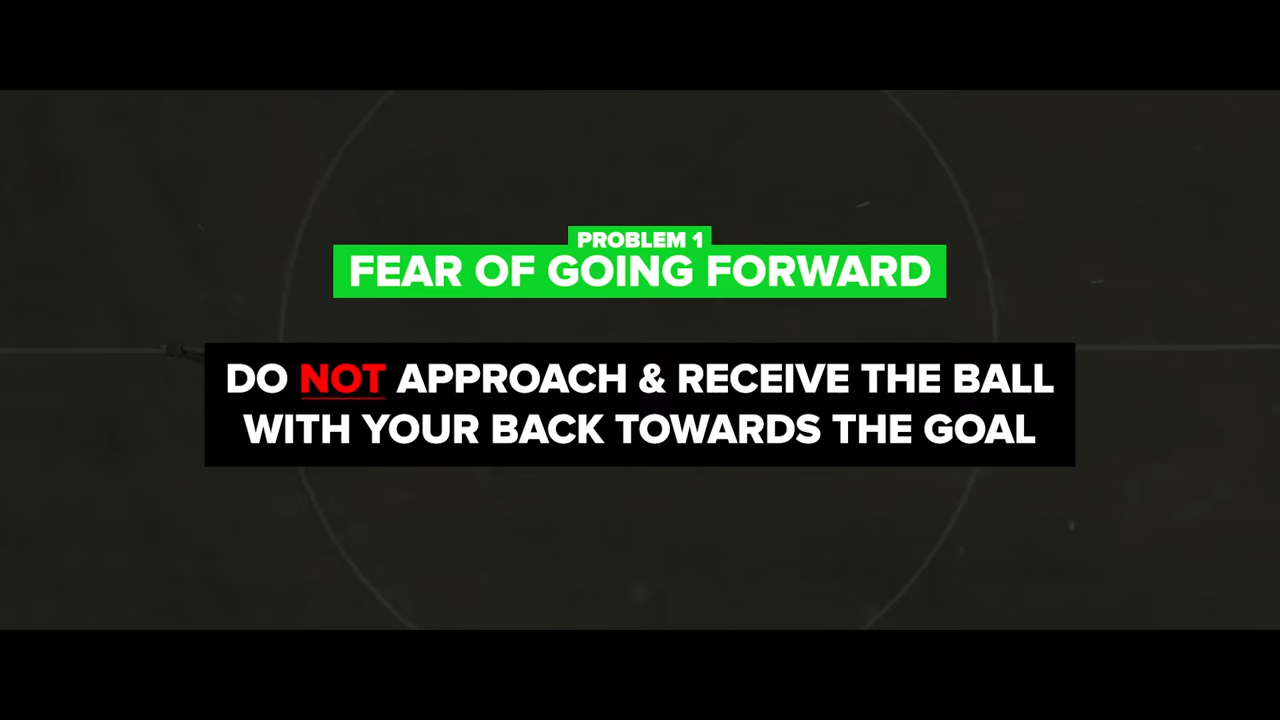 PROBLEM 1
FEAR OF GOING FORWARD
DO NOT APPROACH & RECEIVE THE BALL
WITH YOUR BACK TOWARDS THE GOAL